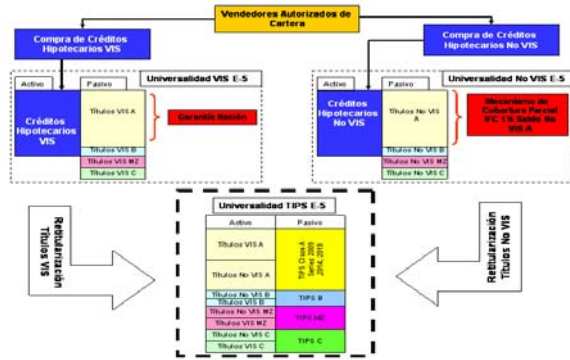 Vendedores Autorizados de
Cartera
Compra de Créditos
Hipotecarios VIS
Compra de Créditos
Hipotecarios No VIS
Universalidad VIS E-5
Activo
Pasivo
Créditos
Hipotecarios
VIS
Títulos VIS A
Títulos VIS B
Títulos VIS MZ
Títulos VIS C
Garantía Nación
Universalidad No VIS E-5
Activo
Pasivo
Créditos
Hipotecarios
No VIS
Títulos No VIS
A
Títulos No VIS B
Títulos No VIS MZ
Títulos No VIS C
Mecanismo de
Cobertura Parcial
IFC 1% Saldo No
VIS A
Retitularización
Títulos VIS
Universalidad TIPS E-5
Activo
Pasivo
Títulos VIS A
Títulos No VIS A
TIPS Clase A
Series 2009
2014, 2019
Títulos No VIS B
Títulos VIS B
TIPS B
Títulos No VIS MZ
Títulos VIS MZ
TIPS MZ
Títulos No VIS C
Títulos VIS C
TIPS C
Retitularización
Títulos No VIS